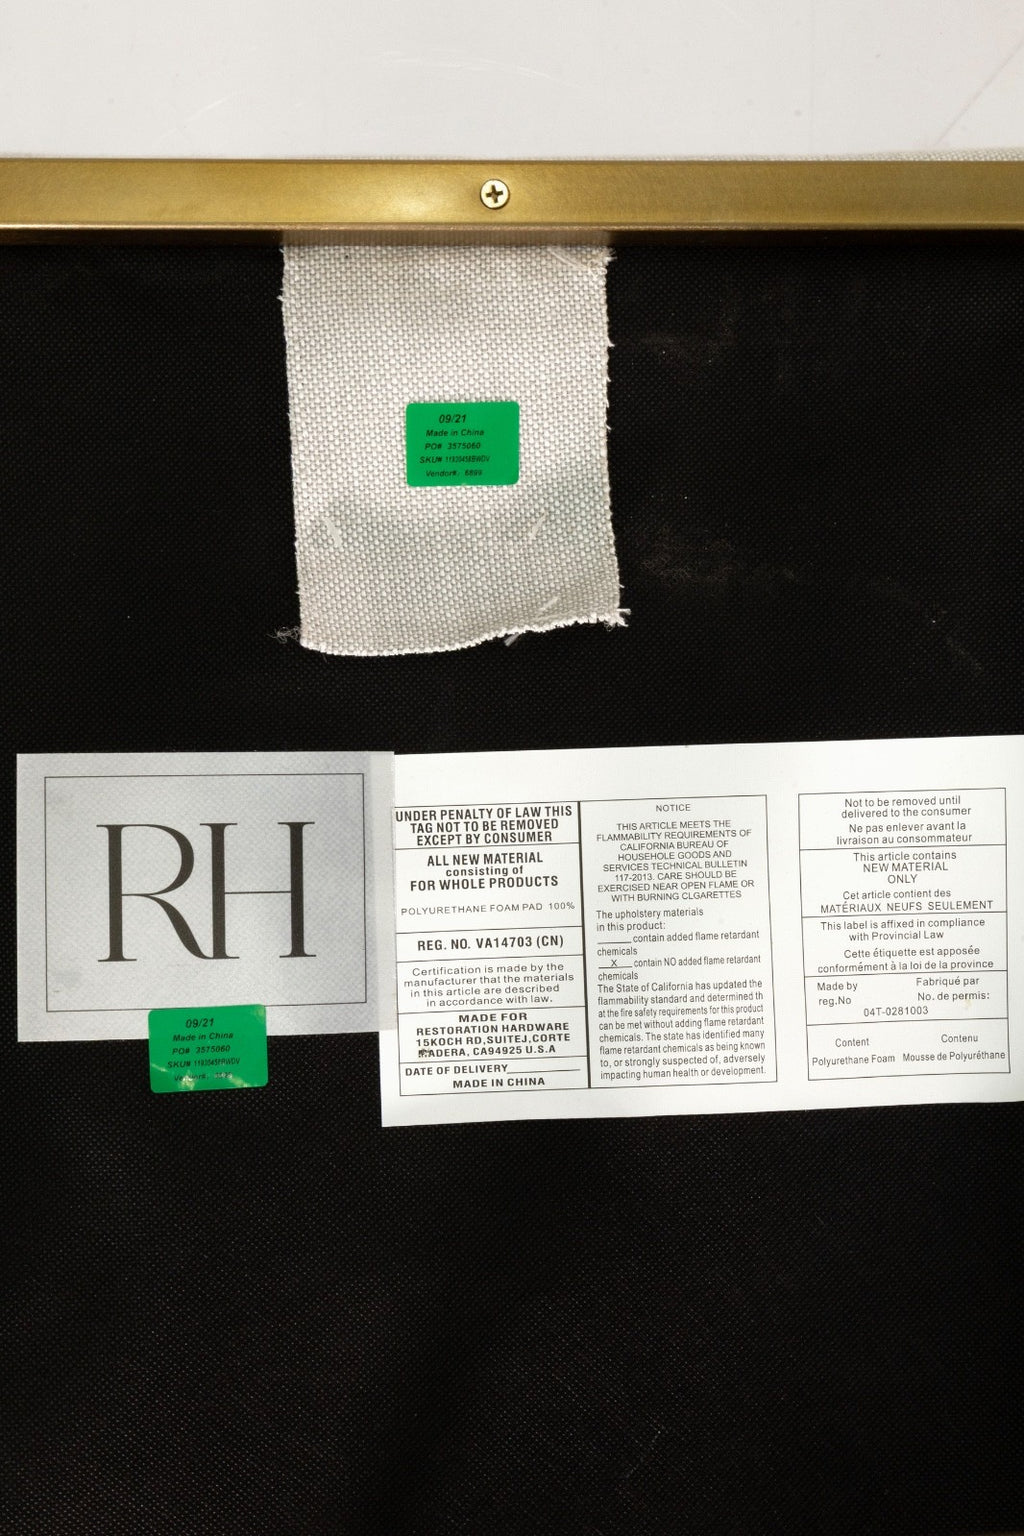 09/21
Made in China
PO# 3575060
SKU#
Vendor#: 6899
RH
09/21
Made in China
PO# 3575060
SKU#
UNDER PENALTY OF LAW THIS
TAG NOT TO BE REMOVED
EXCEPT BY CONSUMER
ALL NEW MATERIAL
consisting of
FOR WHOLE PRODUCTS
POLYURETHANE FOAM PAD 100%
REG. NO. VA14703 (CN)
Certification is made by the
manufacturer that the materials
in this article are described
in accordance with law.
MADE FOR
RESTORATION HARDWARE
15KOCH RD,SUITEJ,CORTE
MADERA, CA94925 U.S.A
DATE OF DELIVERY
MADE IN CHINA
NOTICE
THIS ARTICLE MEETS THE
FLAMMABILITY REQUIREMENTS OF
CALIFORNIA BUREAU OF
HOUSEHOLE GOODS AND
SERVICES TECHNICAL BULLETIN
117-2013. CARE SHOULD BE
EXERCISED NEAR OPEN FLAME OR
WITH BURNING CLGARETTES
The upholstery materials
in this product:
______contain added flame retardant
chemicals
__X__contain NO added flame retardant
chemicals
The State of California has updated the
flammability standard and determined th
at the fire safety requirements for this product
can be met without adding flame retardant
chemicals. The state has identified many
flame retardant chemicals as being known
to, or strongly suspected of, adversely
impacting human health or development.
Not to be removed until
delivered to the consumer
Ne pas enlever avant la
livraison au consommateur
This article contains
NEW MATERIAL
ONLY
Cet article contient des
MATÉRIAUX NEUFS SEULEMENT
This label is affixed in compliance
with Provincial Law
Cette étiquette est apposée
conformément à la loi de la province
Made by Fabriqué par
reg.No No. de permis:
04T-0281003
Content Contenu
Polyurethane Foam Mousse de Polyuréthane